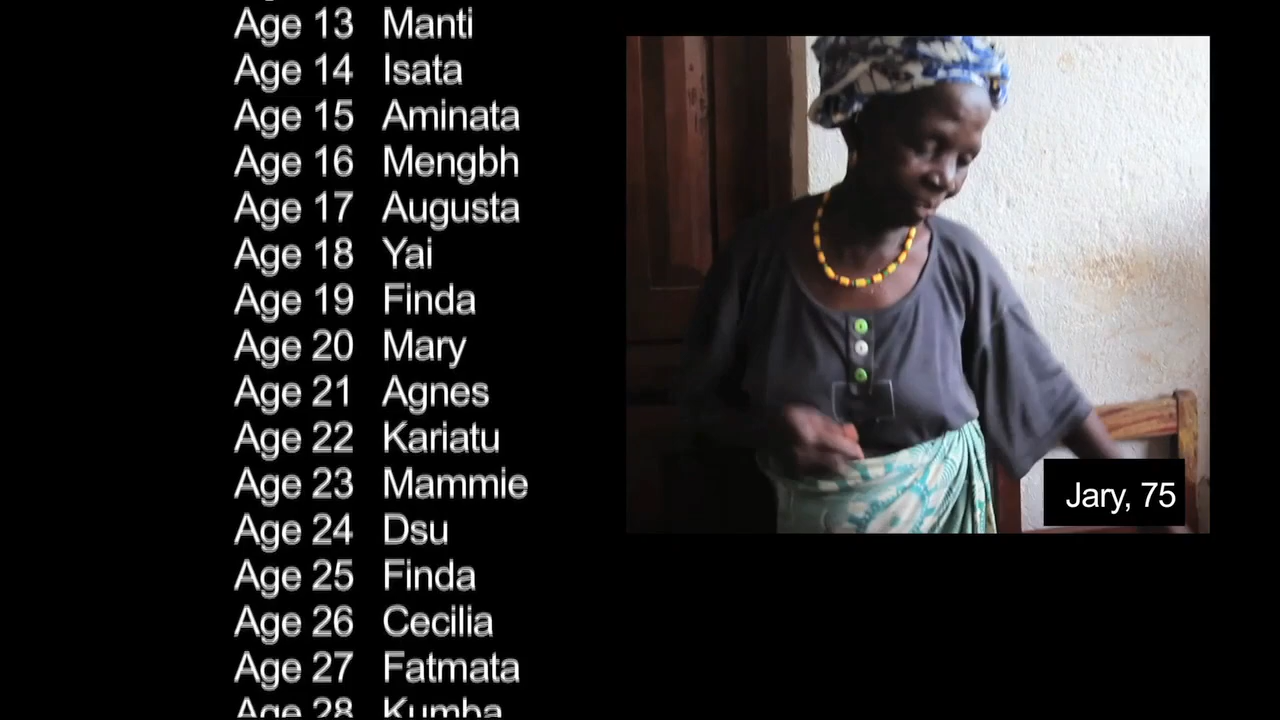 Age 13 Manti
Age 14 Isata
Age 15 Aminata
Age 16 Mengbh
Age 17 Augusta
Age 18 Yai
Age 19 Finda
Age 20 Mary
Age 21 Agnes
Age 22 Kariatu
Age 23 Mammie
Age 24 Dsu
Age 25 Finda
Age 26 Cecilia
Age 27 Fatmata
Age 28 Kumba
Jary, 75